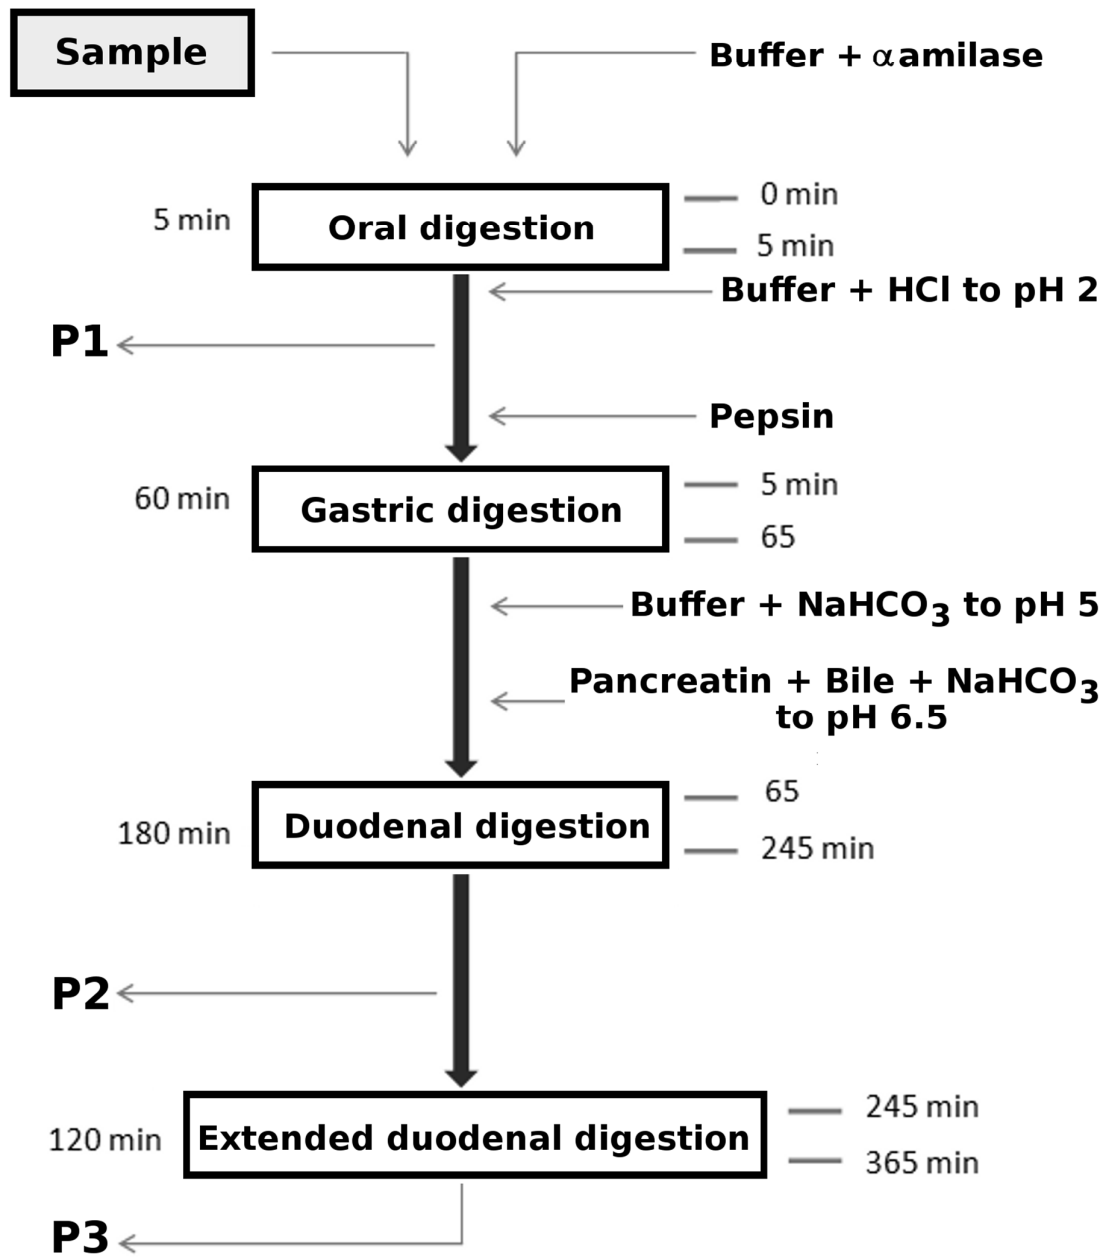 Sample
Buffer + αamilase
0 min
5 min
Oral digestion
5 min
Buffer + HCl to pH 2
P1
Pepsin
5 min
60 min
Gastric digestion
65
Buffer + NaHCO3 to pH 5
Pancreatin + Bile + NaHCO3
to pH 6.5
65
180 min
Duodenal digestion
245 min
P2
245 min
120 min
Extended duodenal digestion
365 min
P3